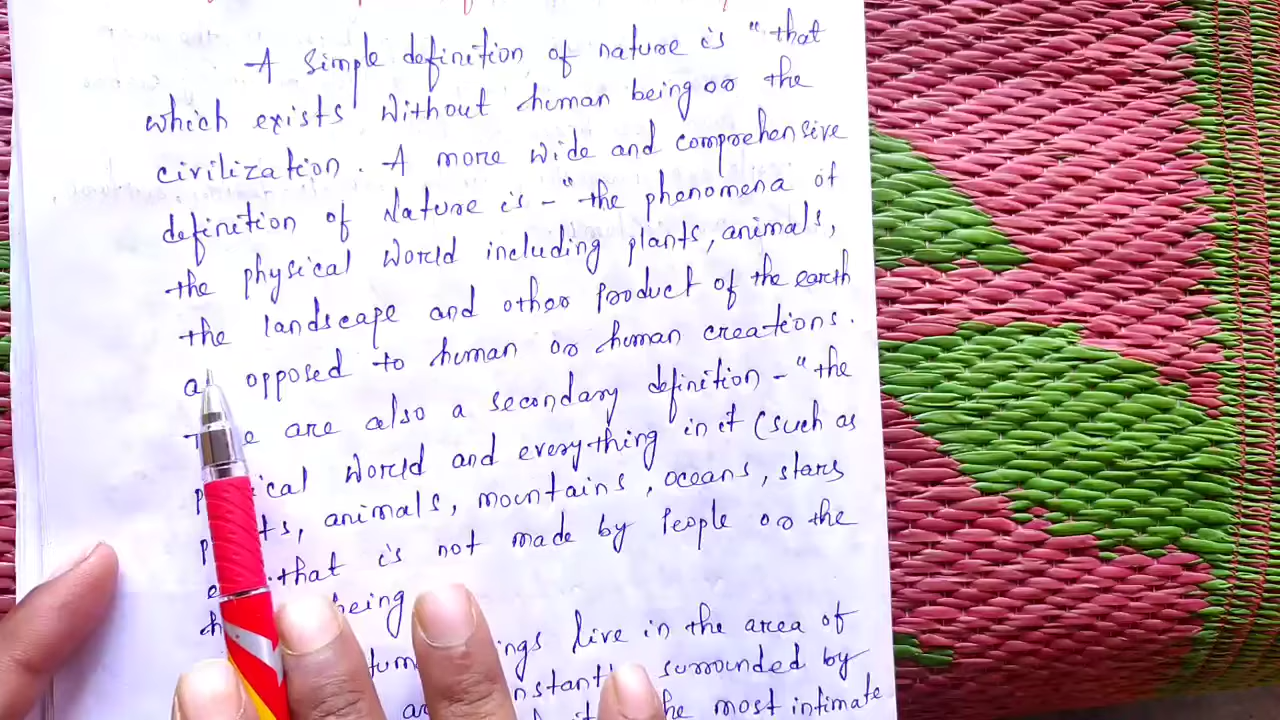 A simple definition of nature is "that
which exists without human being or the
civilization. A more wide and comprehensive
definition of Nature is - "the phenomena of
the physical world including plants, animals,
the landscape and other product of the earth
as opposed to human or human creations.
are also a secondary definition - "the
world and everything in it (such as
animals, mountains, oceans, stars
that is not made by People or the
being
live in the area of
surrounded by
the most intimate